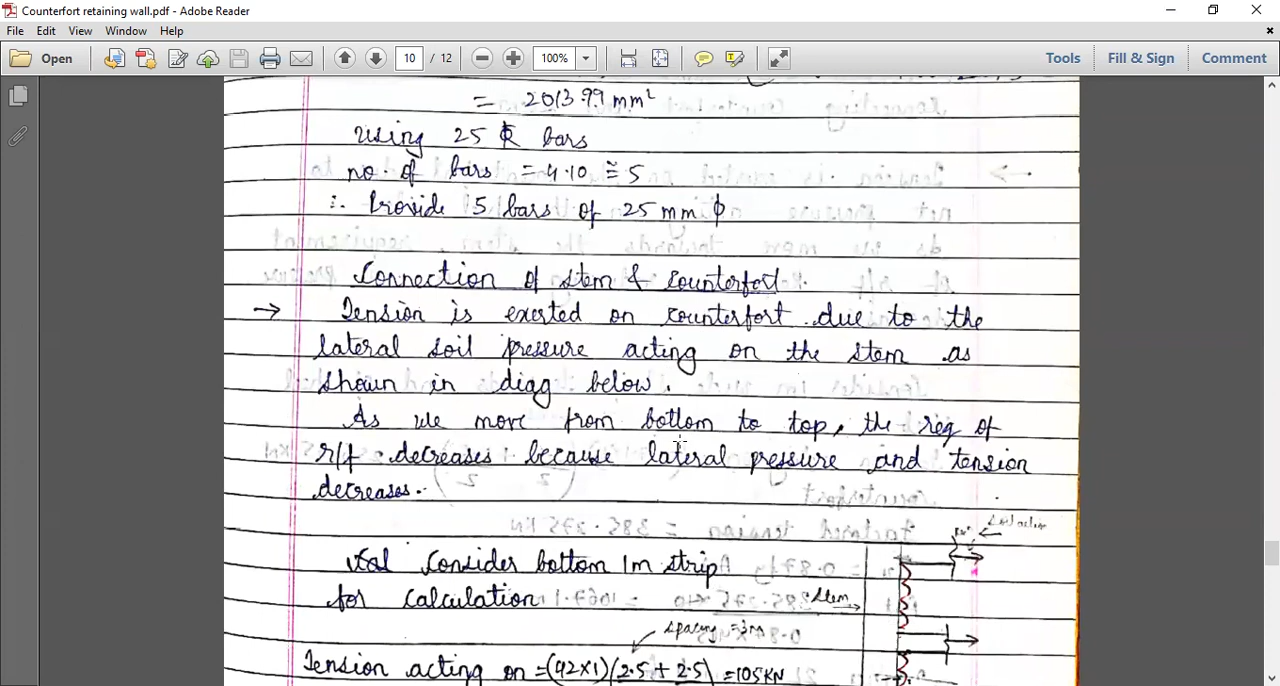 Counterfort retaining wall.pdf - Adobe Reader
File Edit View Window Help
Open 10 / 12 100% Tools Fill & Sign Comment
= 2013.99 mm²
using 25 ϕ bars
no. of bars = 4.10 ≅ 5
∴ Provide 5 bars of 25 mm ϕ
Connection of stem & counterfort.
→ Tension is exerted on counterfort due to the
lateral soil pressure acting on the stem as
shown in diag below.
As we move from bottom to top, the req of
r/f decreases because lateral pressure and tension
decreases.
Consider bottom 1m strip
for calculation
Stem
spacing = 3m
Tension acting on = (42×1) (2.5 + 2.5) = 105 KN